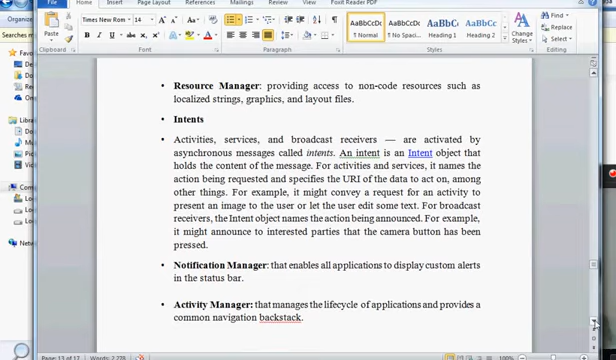 File
Home
Insert
Page Layout
References
Mailings
Review
View
Foxit Reader PDF
Organize
Paste
Times New Rom
14
AaBbCcDc
AaBbCcDc
AaBbC
AaBbCc
¶ Normal
¶ No Spaci...
Heading 1
Heading 2
Change Styles
Find
Replace
Select
Clipboard
Font
Paragraph
Styles
Editing
• Resource Manager: providing access to non-code resources such as
localized strings, graphics, and layout files.
• Intents
• Activities, services, and broadcast receivers — are activated by
asynchronous messages called intents. An intent is an Intent object that
holds the content of the message. For activities and services, it names the
action being requested and specifies the URI of the data to act on, among
other things. For example, it might convey a request for an activity to
present an image to the user or let the user edit some text. For broadcast
receivers, the Intent object names the action being announced. For example,
it might announce to interested parties that the camera button has been
pressed.
• Notification Manager: that enables all applications to display custom alerts
in the status bar.
• Activity Manager: that manages the lifecycle of applications and provides a
common navigation backstack.
Page: 13 of 17
Words: 2,278
100%